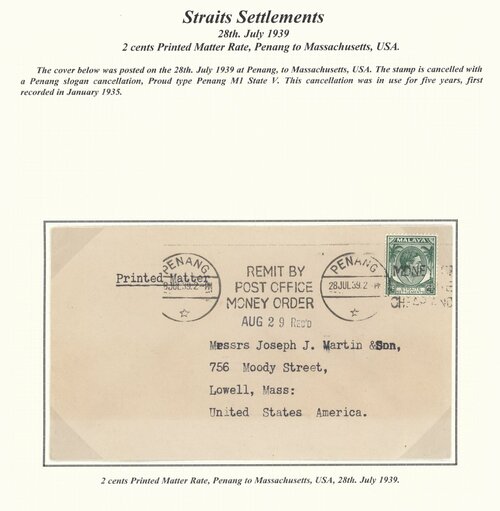 Straits Settlements
28th. July 1939
2 cents Printed Matter Rate, Penang to Massachusetts, USA.
The cover below was posted on the 28th. July 1939 at Penang, to Massachusetts, USA. The stamp is cancelled with
a Penang slogan cancellation, Proud type Penang M1 State V. This cancellation was in use for five years, first
recorded in January 1935.
MALAYA
PENANG
PENANG
Printed Matter
REMIT BY
POST OFFICE
MONEY ORDER
28JUL39.2-PM
AUG 29 REC'D
Messrs Joseph J. Martin &Son,
756 Moody Street,
Lowell, Mass:
United States America.
2 cents Printed Matter Rate, Penang to Massachusetts, USA, 28th. July 1939.